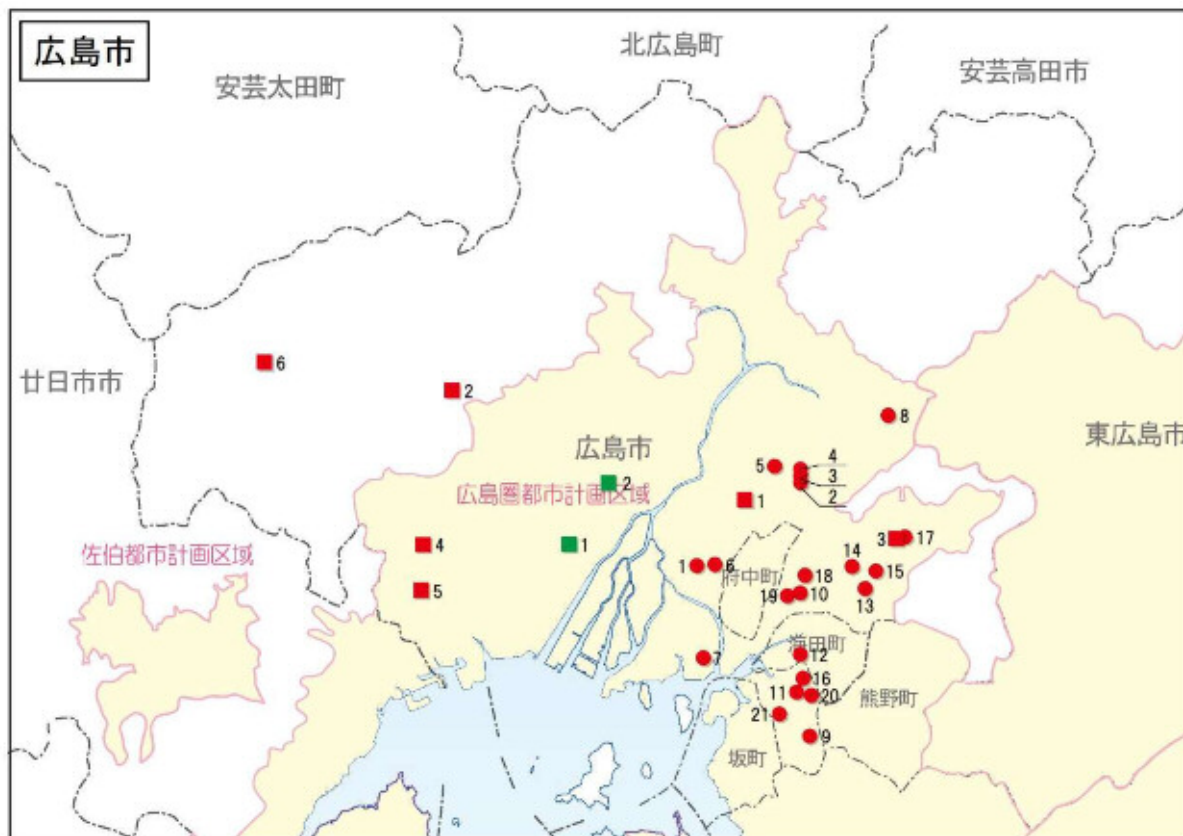 広島市
北広島町
安芸高田市
安芸太田町
6
廿日市市
2
8
広島市
東広島市
5
4
3
2
2
広島圏都市計画区域
1
佐伯都市計画区域
4
1
3
17
14
15
1
6
府中町
18
13
5
19
10
海田町
12
7
16
11
20
熊野町
21
9
坂町